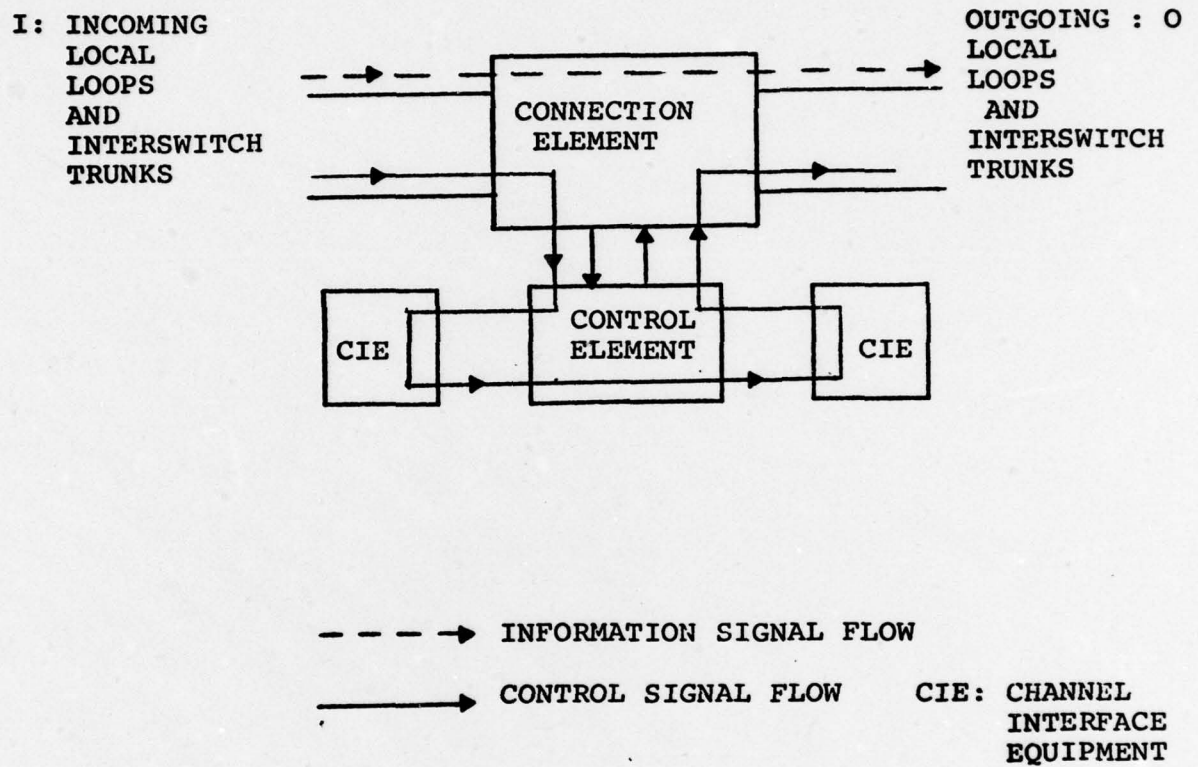 I: INCOMING
LOCAL
LOOPS
AND
INTERSWITCH
TRUNKS
OUTGOING : O
LOCAL
LOOPS
AND
INTERSWITCH
TRUNKS
CONNECTION
ELEMENT
CIE
CONTROL
ELEMENT
CIE
INFORMATION SIGNAL FLOW
CONTROL SIGNAL FLOW
CIE: CHANNEL
INTERFACE
EQUIPMENT